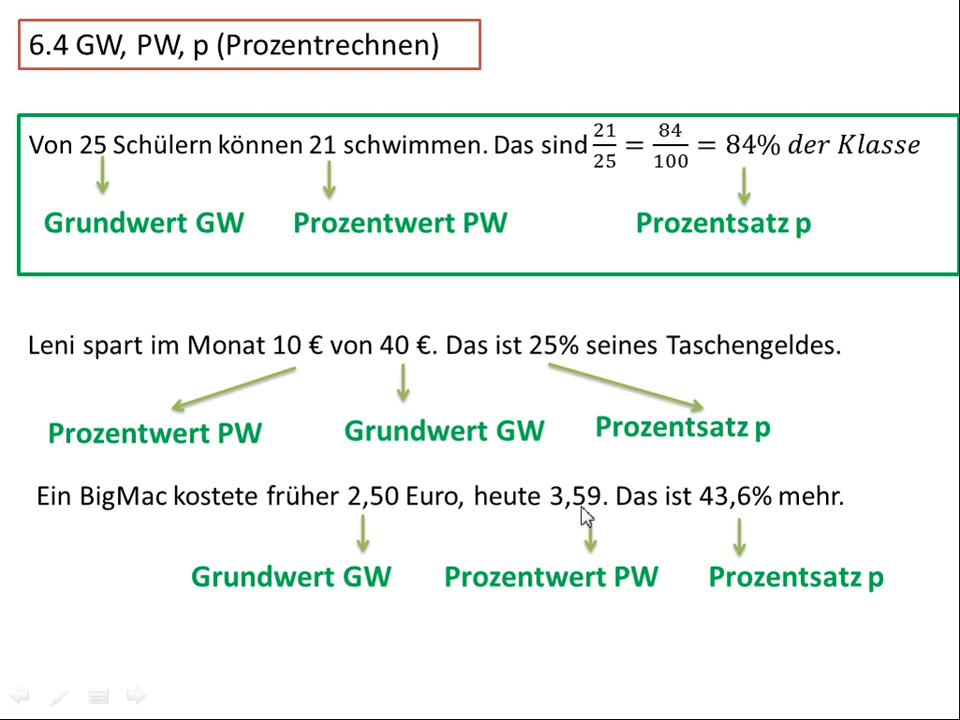 6.4 GW, PW, p (Prozentrechnen)
Von 25 Schülern können 21 schwimmen. Das sind 21/25 = 84/100 = 84% der Klasse
Grundwert GW Prozentwert PW Prozentsatz p
Leni spart im Monat 10 € von 40 €. Das ist 25% seines Taschengeldes.
Prozentwert PW Grundwert GW Prozentsatz p
Ein BigMac kostete früher 2,50 Euro, heute 3,59. Das ist 43,6% mehr.
Grundwert GW Prozentwert PW Prozentsatz p